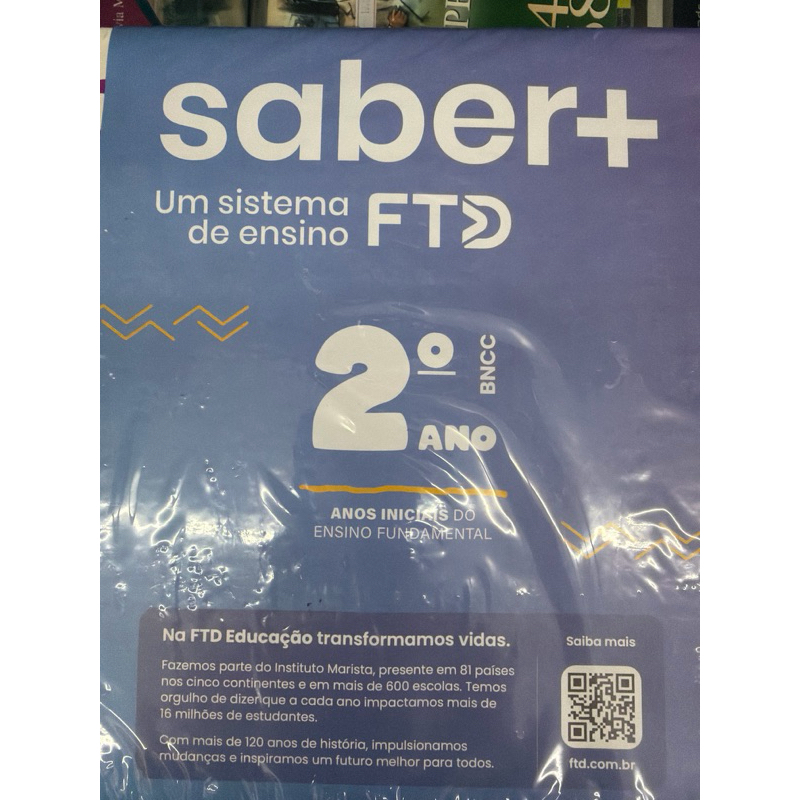 saber+
Um sistema
de ensino FTD
2º
ANO
BNCC
ANOS INICIAIS DO
ENSINO FUNDAMENTAL
Na FTD Educação transformamos vidas.
Fazemos parte do Instituto Marista, presente em 81 países
nos cinco continentes e em mais de 600 escolas. Temos
orgulho de dizer que a cada ano impactamos mais de
16 milhões de estudantes.
Com mais de 120 anos de história, impulsionamos
mudanças e inspiramos um futuro melhor para todos.
Saiba mais
ftd.com.br